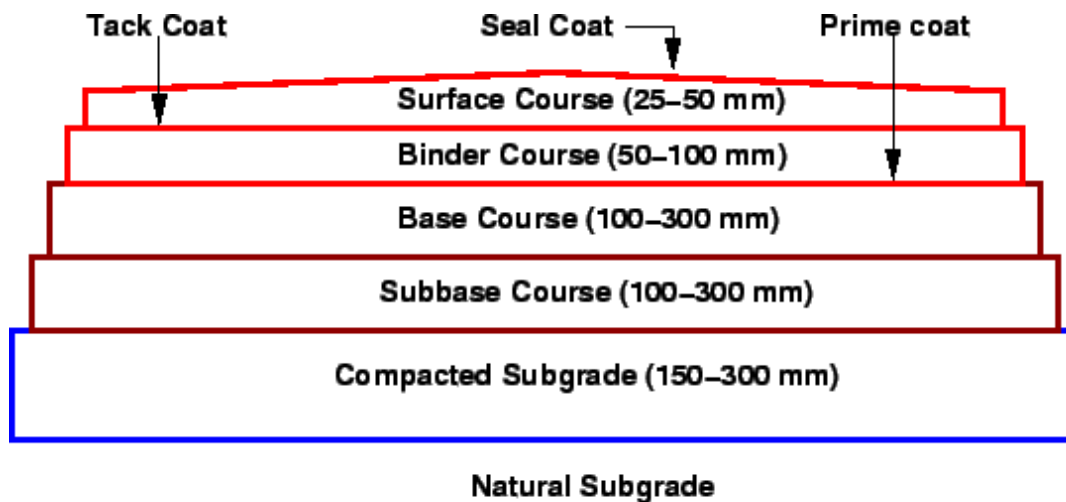 Tack Coat
Seal Coat
Prime coat
Surface Course (25–50 mm)
Binder Course (50–100 mm)
Base Course (100–300 mm)
Subbase Course (100–300 mm)
Compacted Subgrade (150–300 mm)
Natural Subgrade